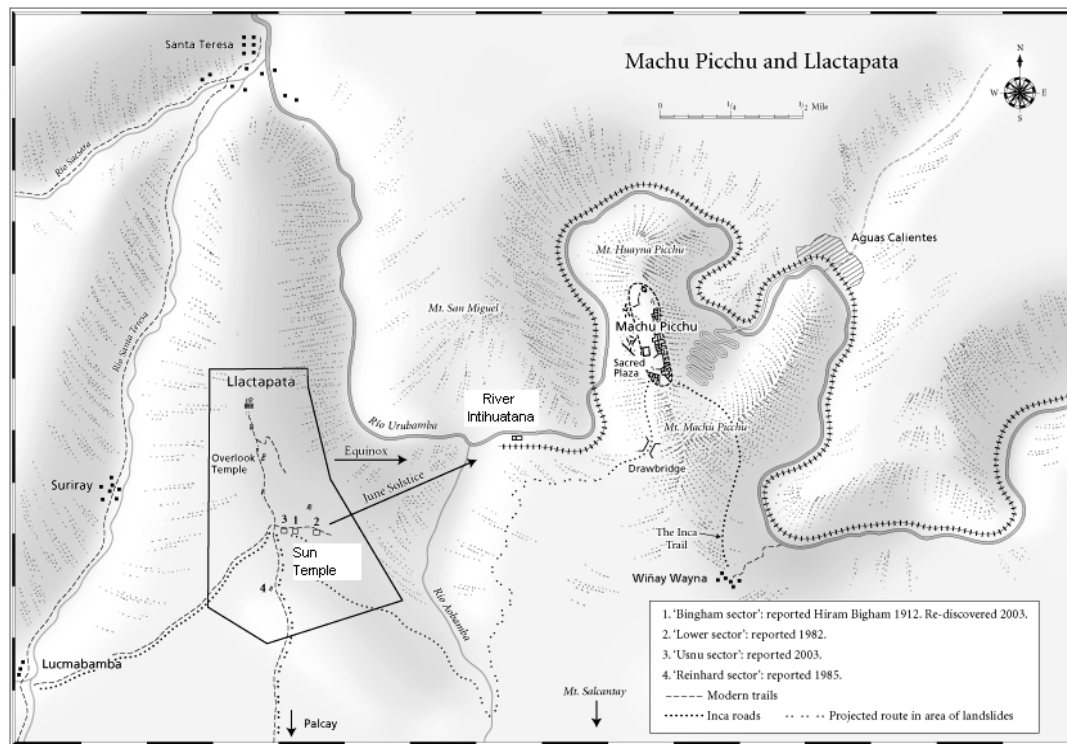 Santa Teresa
Machu Picchu and Llactapata
N
W
E
S
0
1/4
1/2 Mile
Río Sacsara
Aguas Calientes
Mt. Huayna Picchu
Mt. San Miguel
Machu Picchu
Río Santa Teresa
Sacred
Plaza
Llactapata
River
Intihuatana
Río Urubamba
Mt. Machu Picchu
Equinox
Overlook
Temple
Drawbridge
June Solstice
Suriray
3
1
2
The Inca
Trail
Sun
Temple
Wiñay Wayna
4
Río Aobamba
Lucmabamba
Mt. Salcantay
Palcay
1. 'Bingham sector': reported Hiram Bigham 1912. Re-discovered 2003.
2. 'Lower sector': reported 1982.
3. 'Usnu sector': reported 2003.
4. 'Reinhard sector': reported 1985.
Modern trails
Inca roads
Projected route in area of landslides